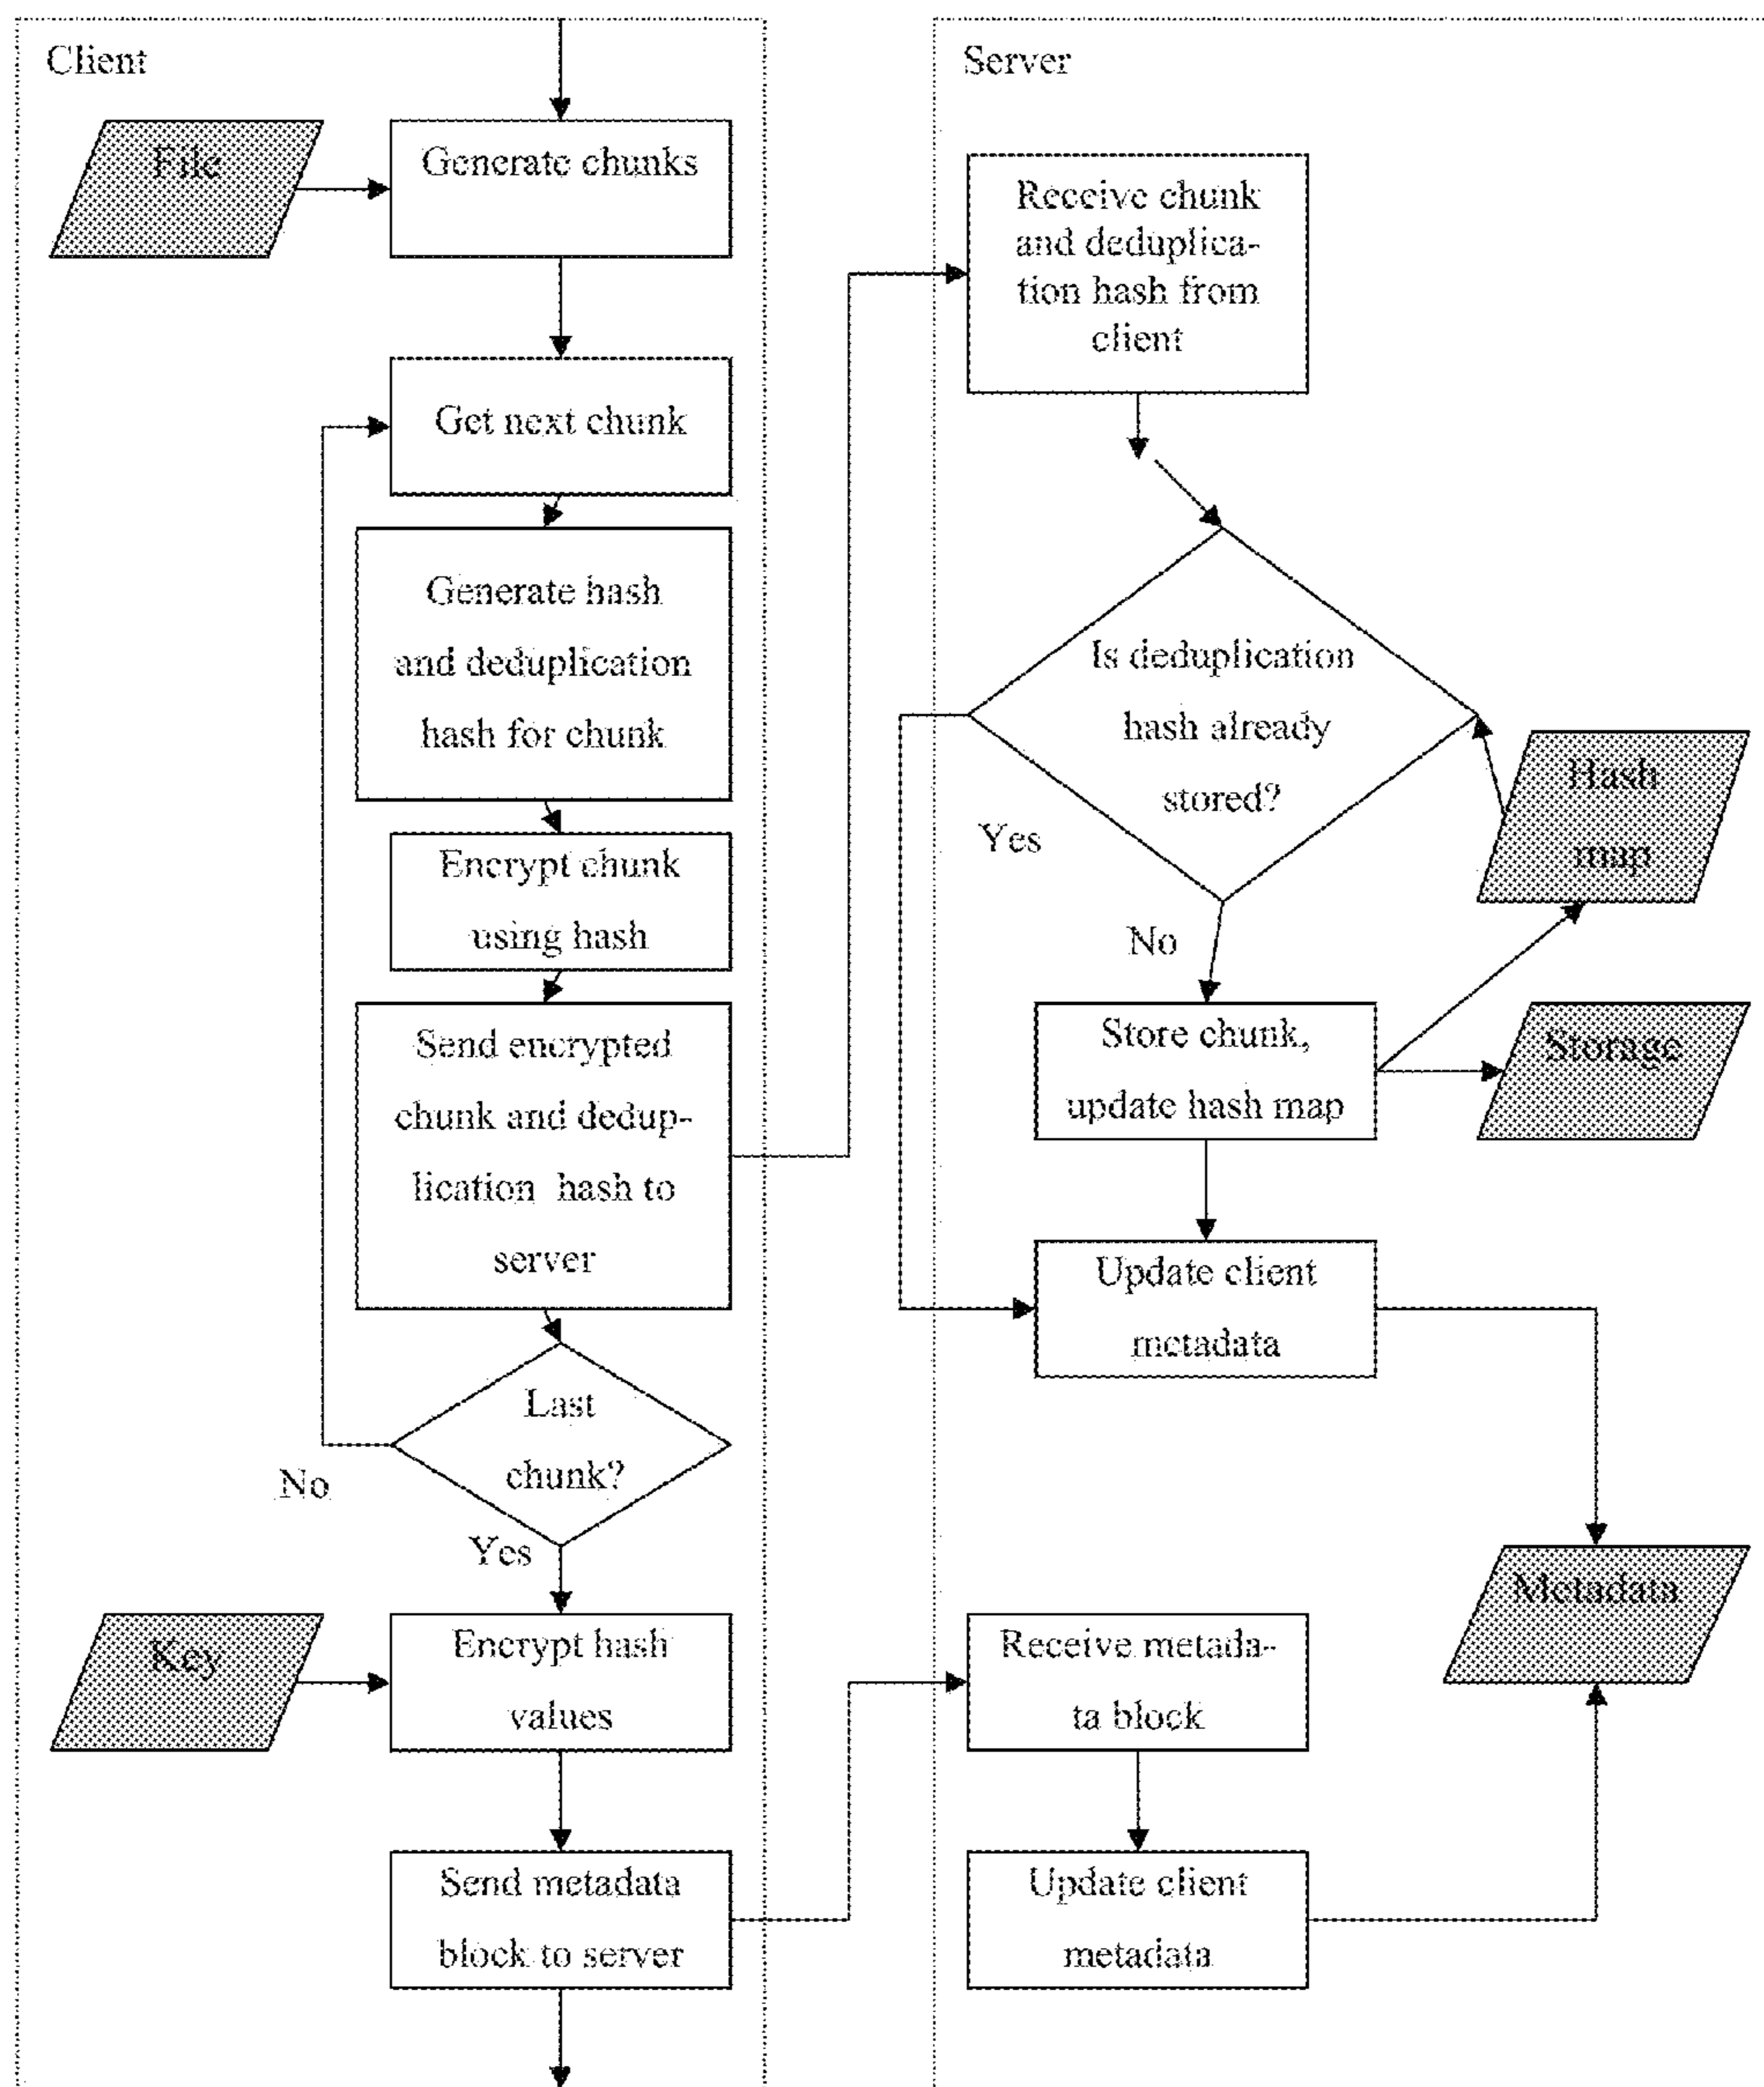 Client
File
Generate chunks
Get next chunk
Generate hash
and deduplication
hash for chunk
Encrypt chunk
using hash
Send encrypted
chunk and dedup-
lication hash to
server
Last
chunk?
No
Yes
Key
Encrypt hash
values
Send metadata
block to server
Server
Receive chunk
and deduplica-
tion hash from
client
Is deduplication
hash already
stored?
Yes
No
Hash
map
Store chunk,
update hash map
Storage
Update client
metadata
Metadata
Receive metada-
ta block
Update client
metadata